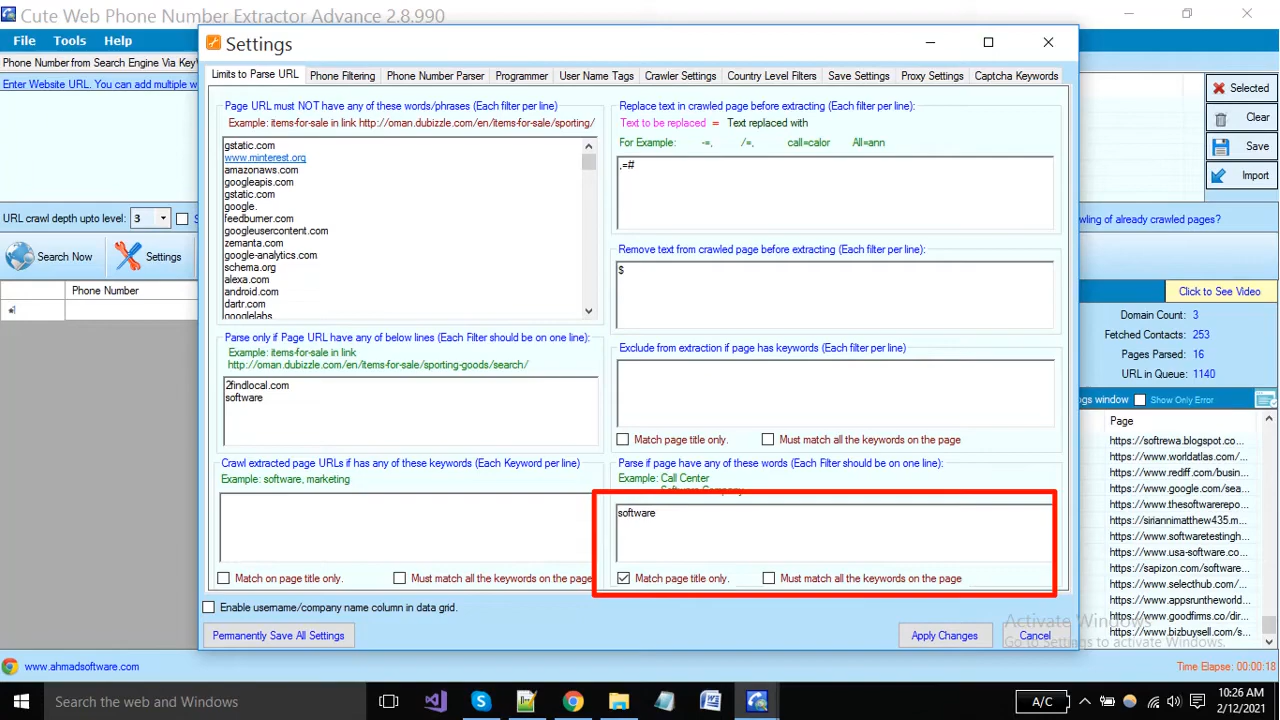 Cute Web Phone Number Extractor Advance 2.8.990
File Tools Help
Phone Number from Search Engine Via Key
Enter Website URL. You can add multiple w
URL crawl depth upto level: 3
Search Now
Settings
Phone Number
Settings
Limits to Parse URL
Phone Filtering
Phone Number Parser
Programmer
User Name Tags
Crawler Settings
Country Level Filters
Save Settings
Proxy Settings
Captcha Keywords
Page URL must NOT have any of these words/phrases (Each filter per line)
Example: items-for-sale in link http://oman.dubizzle.com/en/items-for-sale/sporting/
gstatic.com
www.minterest.org
amazonaws.com
googleapis.com
gstatic.com
google.
feedburner.com
googleusercontent.com
zemanta.com
google-analytics.com
schema.org
alexa.com
android.com
dartr.com
googlelabs
Parse only if Page URL have any of below lines (Each Filter should be on one line):
Example: items-for-sale in link
http://oman.dubizzle.com/en/items-for-sale/sporting-goods/search/
2findlocal.com
software
Crawl extracted page URLs if has any of these keywords (Each Keyword per line)
Example: software, marketing
Match on page title only.
Must match all the keywords on the page
Enable username/company name column in data grid.
Permanently Save All Settings
Replace text in crawled page before extracting (Each filter per line):
Text to be replaced = Text replaced with
For Example: -=, /=, call=calor All=ann
.=#
Remove text from crawled page before extracting (Each filter per line):
$
Exclude from extraction if page has keywords (Each filter per line)
Match page title only.
Must match all the keywords on the page
Parse if page have any of these words (Each Filter should be on one line):
Example: Call Center
Software Company
software
Match page title only.
Must match all the keywords on the page
Apply Changes
Cancel
Selected
Clear
Save
Import
wling of already crawled pages?
Click to See Video
Domain Count: 3
Fetched Contacts: 253
Pages Parsed: 16
URL in Queue: 1140
ogs window
Show Only Error
Page
https://softrewa.blogspot.co...
https://www.worldatlas.com/...
https://www.rediff.com/busin...
https://www.google.com/sea...
https://www.thesoftwarerepo...
https://siriannimatthew435.m...
https://www.softwaretestingh...
https://www.usa-software.co...
https://sapizon.com/software...
https://www.selecthub.com/...
https://www.appsruntheworld...
https://www.goodfirms.co/dir...
https://www.bizbuysell.com/s...
Activate Windows
Go to Settings to activate Windows.
www.ahmadsoftware.com
Time Elapse: 00:00:18
Search the web and Windows
A/C
10:26 AM
2/12/2021